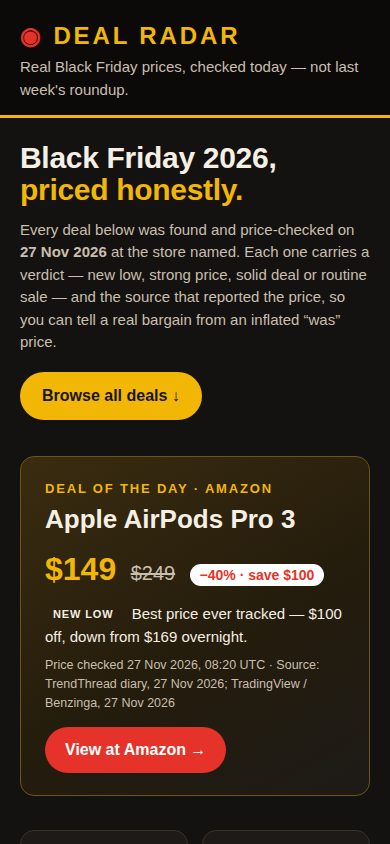 DEAL RADAR
Real Black Friday prices, checked today — not last
week's roundup.
Black Friday 2026,
priced honestly.
Every deal below was found and price-checked on
27 Nov 2026 at the store named. Each one carries a
verdict — new low, strong price, solid deal or routine
sale — and the source that reported the price, so
you can tell a real bargain from an inflated “was”
price.
Browse all deals ↓
DEAL OF THE DAY · AMAZON
Apple AirPods Pro 3
$149 $249 −40% · save $100
NEW LOW Best price ever tracked — $100
off, down from $169 overnight.
Price checked 27 Nov 2026, 08:20 UTC · Source:
TrendThread diary, 27 Nov 2026; TradingView /
Benzinga, 27 Nov 2026
View at Amazon →